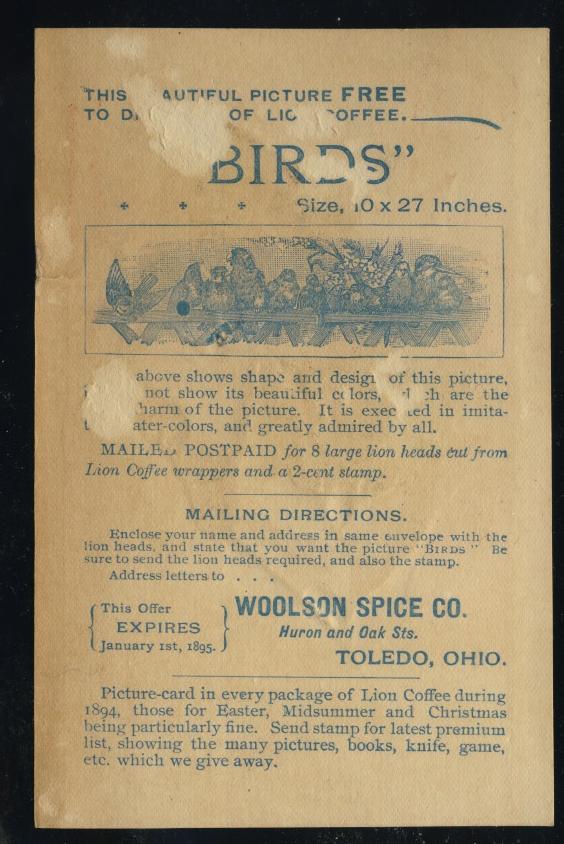 THIS AUTIFUL PICTURE FREE
TO D OF LIO OFFEE.
"BIRDS"
Size, 10 x 27 Inches.
above shows shape and design of this picture,
not show its beautiful colors, are the
harm of the picture. It is executed in imita-
ater-colors, and greatly admired by all.
MAILED POSTPAID for 8 large lion heads cut from
Lion Coffee wrappers and a 2-cent stamp.
MAILING DIRECTIONS.
Enclose your name and address in same envelope with the
lion heads, and state that you want the picture "BIRDS" Be
sure to send the lion heads required, and also the stamp.
Address letters to . . .
This Offer
EXPIRES
January 1st, 1895.
WOOLSON SPICE CO.
Huron and Oak Sts.
TOLEDO, OHIO.
Picture-card in every package of Lion Coffee during
1894, those for Easter, Midsummer and Christmas
being particularly fine. Send stamp for latest premium
list, showing the many pictures, books, knife, game,
etc. which we give away.